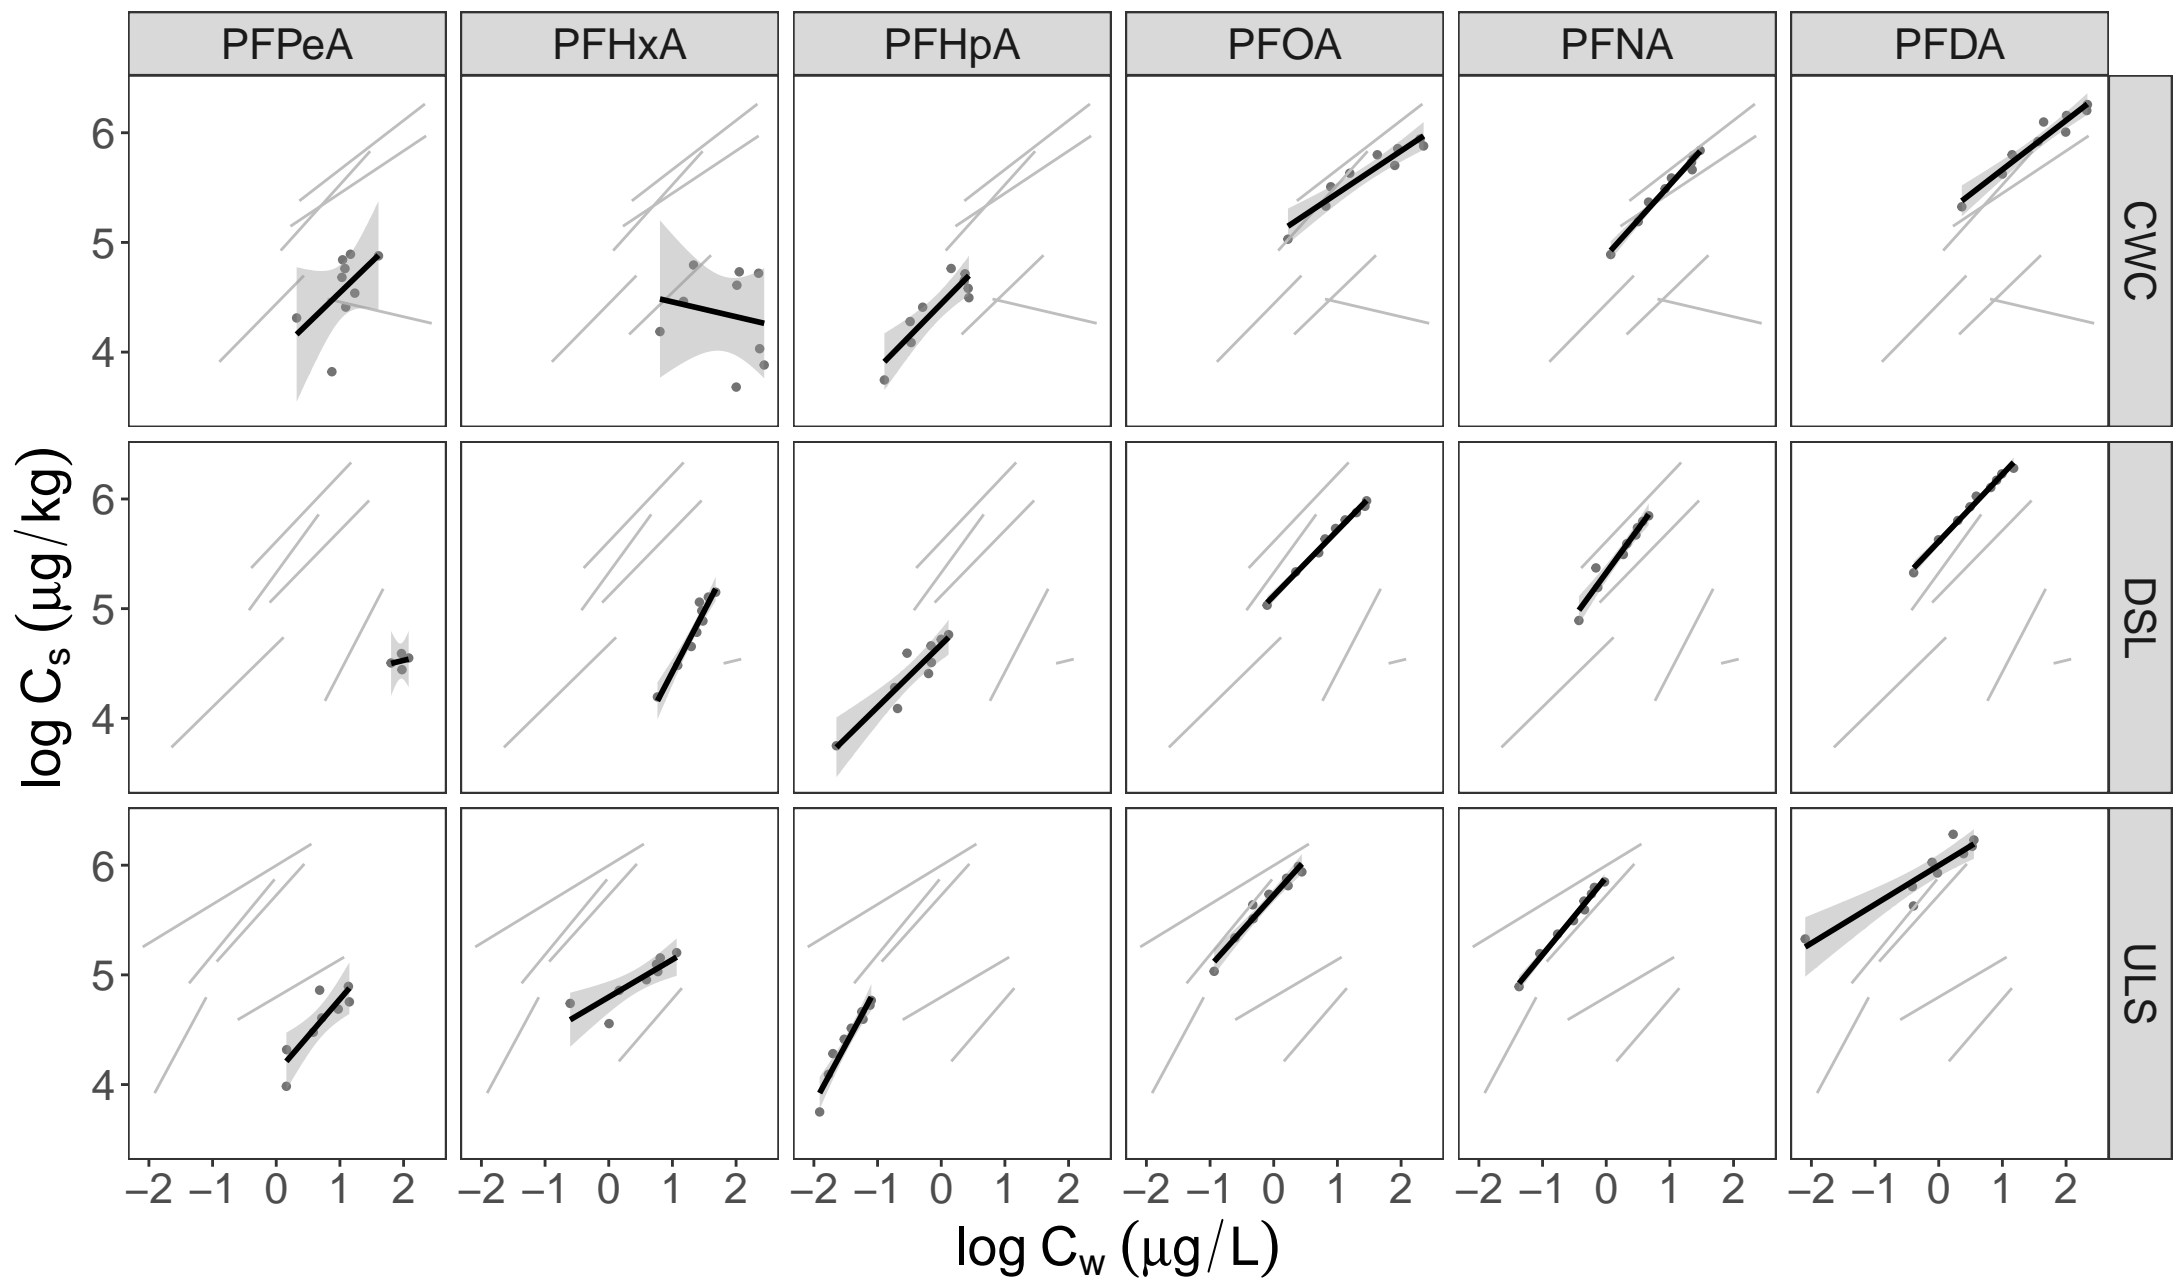 PFPeA PFHxA PFHpA PFOA PFNA PFDA
6
5
4
CWC
6
5
4
DSL
6
5
4
ULS
log Cs (μg/kg)
−2 −1 0 1 2 −2 −1 0 1 2 −2 −1 0 1 2 −2 −1 0 1 2 −2 −1 0 1 2 −2 −1 0 1 2
log Cw (μg/L)